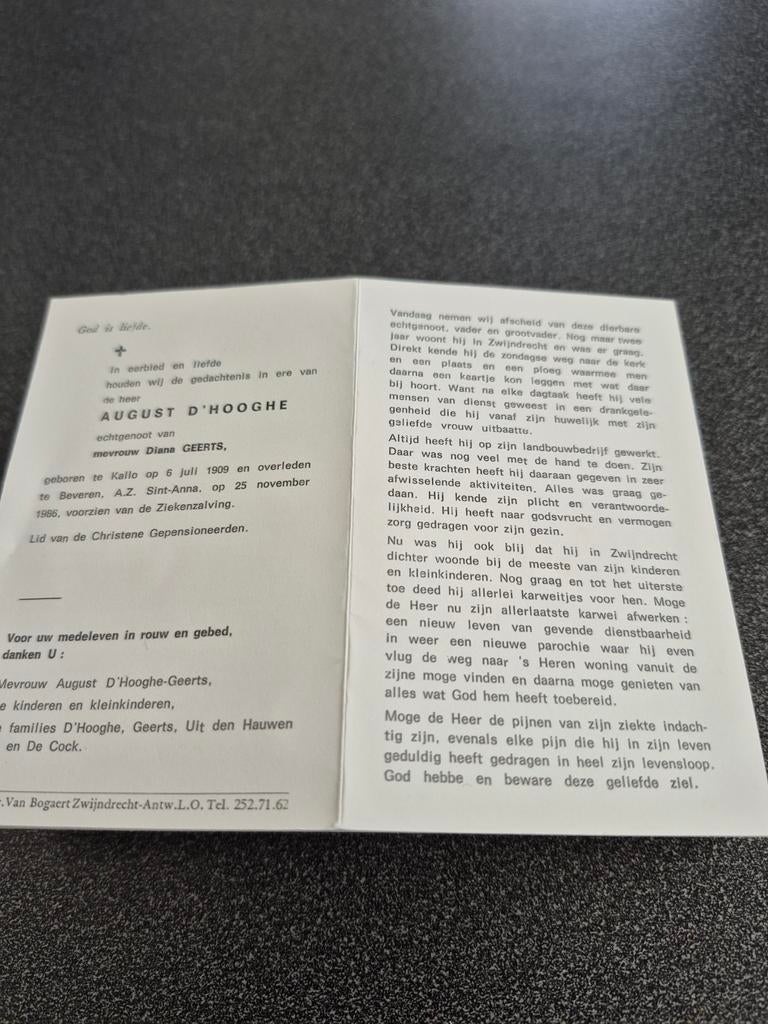 God is liefde.
In eerbied en liefde
houden wij de gedachtenis in ere van
de heer
AUGUST D'HOOGHE
echtgenoot van
mevrouw Diana GEERTS,
geboren te Kallo op 6 juli 1909 en overleden
te Beveren, A.Z. Sint-Anna, op 25 november
1986, voorzien van de Ziekenzalving.
Lid van de Christene Gepensioneerden.
Voor uw medeleven in rouw en gebed,
danken U :
Mevrouw August D'Hooghe-Geerts,
e kinderen en kleinkinderen,
e families D'Hooghe, Geerts, Uit den Hauwen
en De Cock.
. Van Bogaert Zwijndrecht-Antw.L.O. Tel. 252.71.62
Vandaag nemen wij afscheid van deze dierbare
echtgenoot, vader en grootvader. Nog maar twee
jaar woont hij in Zwijndrecht en was er graag.
Direkt kende hij de zondagse weg naar de kerk
en een plaats en een ploeg waarmee men
daarna een kaartje kon leggen met wat daar
bij hoort. Want na elke dagtaak heeft hij vele
mensen van dienst geweest in een drankgele-
genheid die hij vanaf zijn huwelijk met zijn
geliefde vrouw uitbaatte.
Altijd heeft hij op zijn landbouwbedrijf gewerkt.
Daar was nog veel met de hand te doen. Zijn
beste krachten heeft hij daaraan gegeven in zeer
afwisselende aktiviteiten. Alles was graag ge-
daan. Hij kende zijn plicht en verantwoorde-
lijkheid. Hij heeft naar godsvrucht en vermogen
zorg gedragen voor zijn gezin.
Nu was hij ook blij dat hij in Zwijndrecht
dichter woonde bij de meeste van zijn kinderen
en kleinkinderen. Nog graag en tot het uiterste
toe deed hij allerlei karweitjes voor hen. Moge
de Heer nu zijn allerlaatste karwei afwerken :
een nieuw leven van gevende dienstbaarheid
in weer een nieuwe parochie waar hij even
vlug de weg naar 's Heren woning vanuit de
zijne moge vinden en daarna moge genieten van
alles wat God hem heeft toebereid.
Moge de Heer de pijnen van zijn ziekte indach-
tig zijn, evenals elke pijn die hij in zijn leven
geduldig heeft gedragen in heel zijn levensloop.
God hebbe en beware deze geliefde ziel.